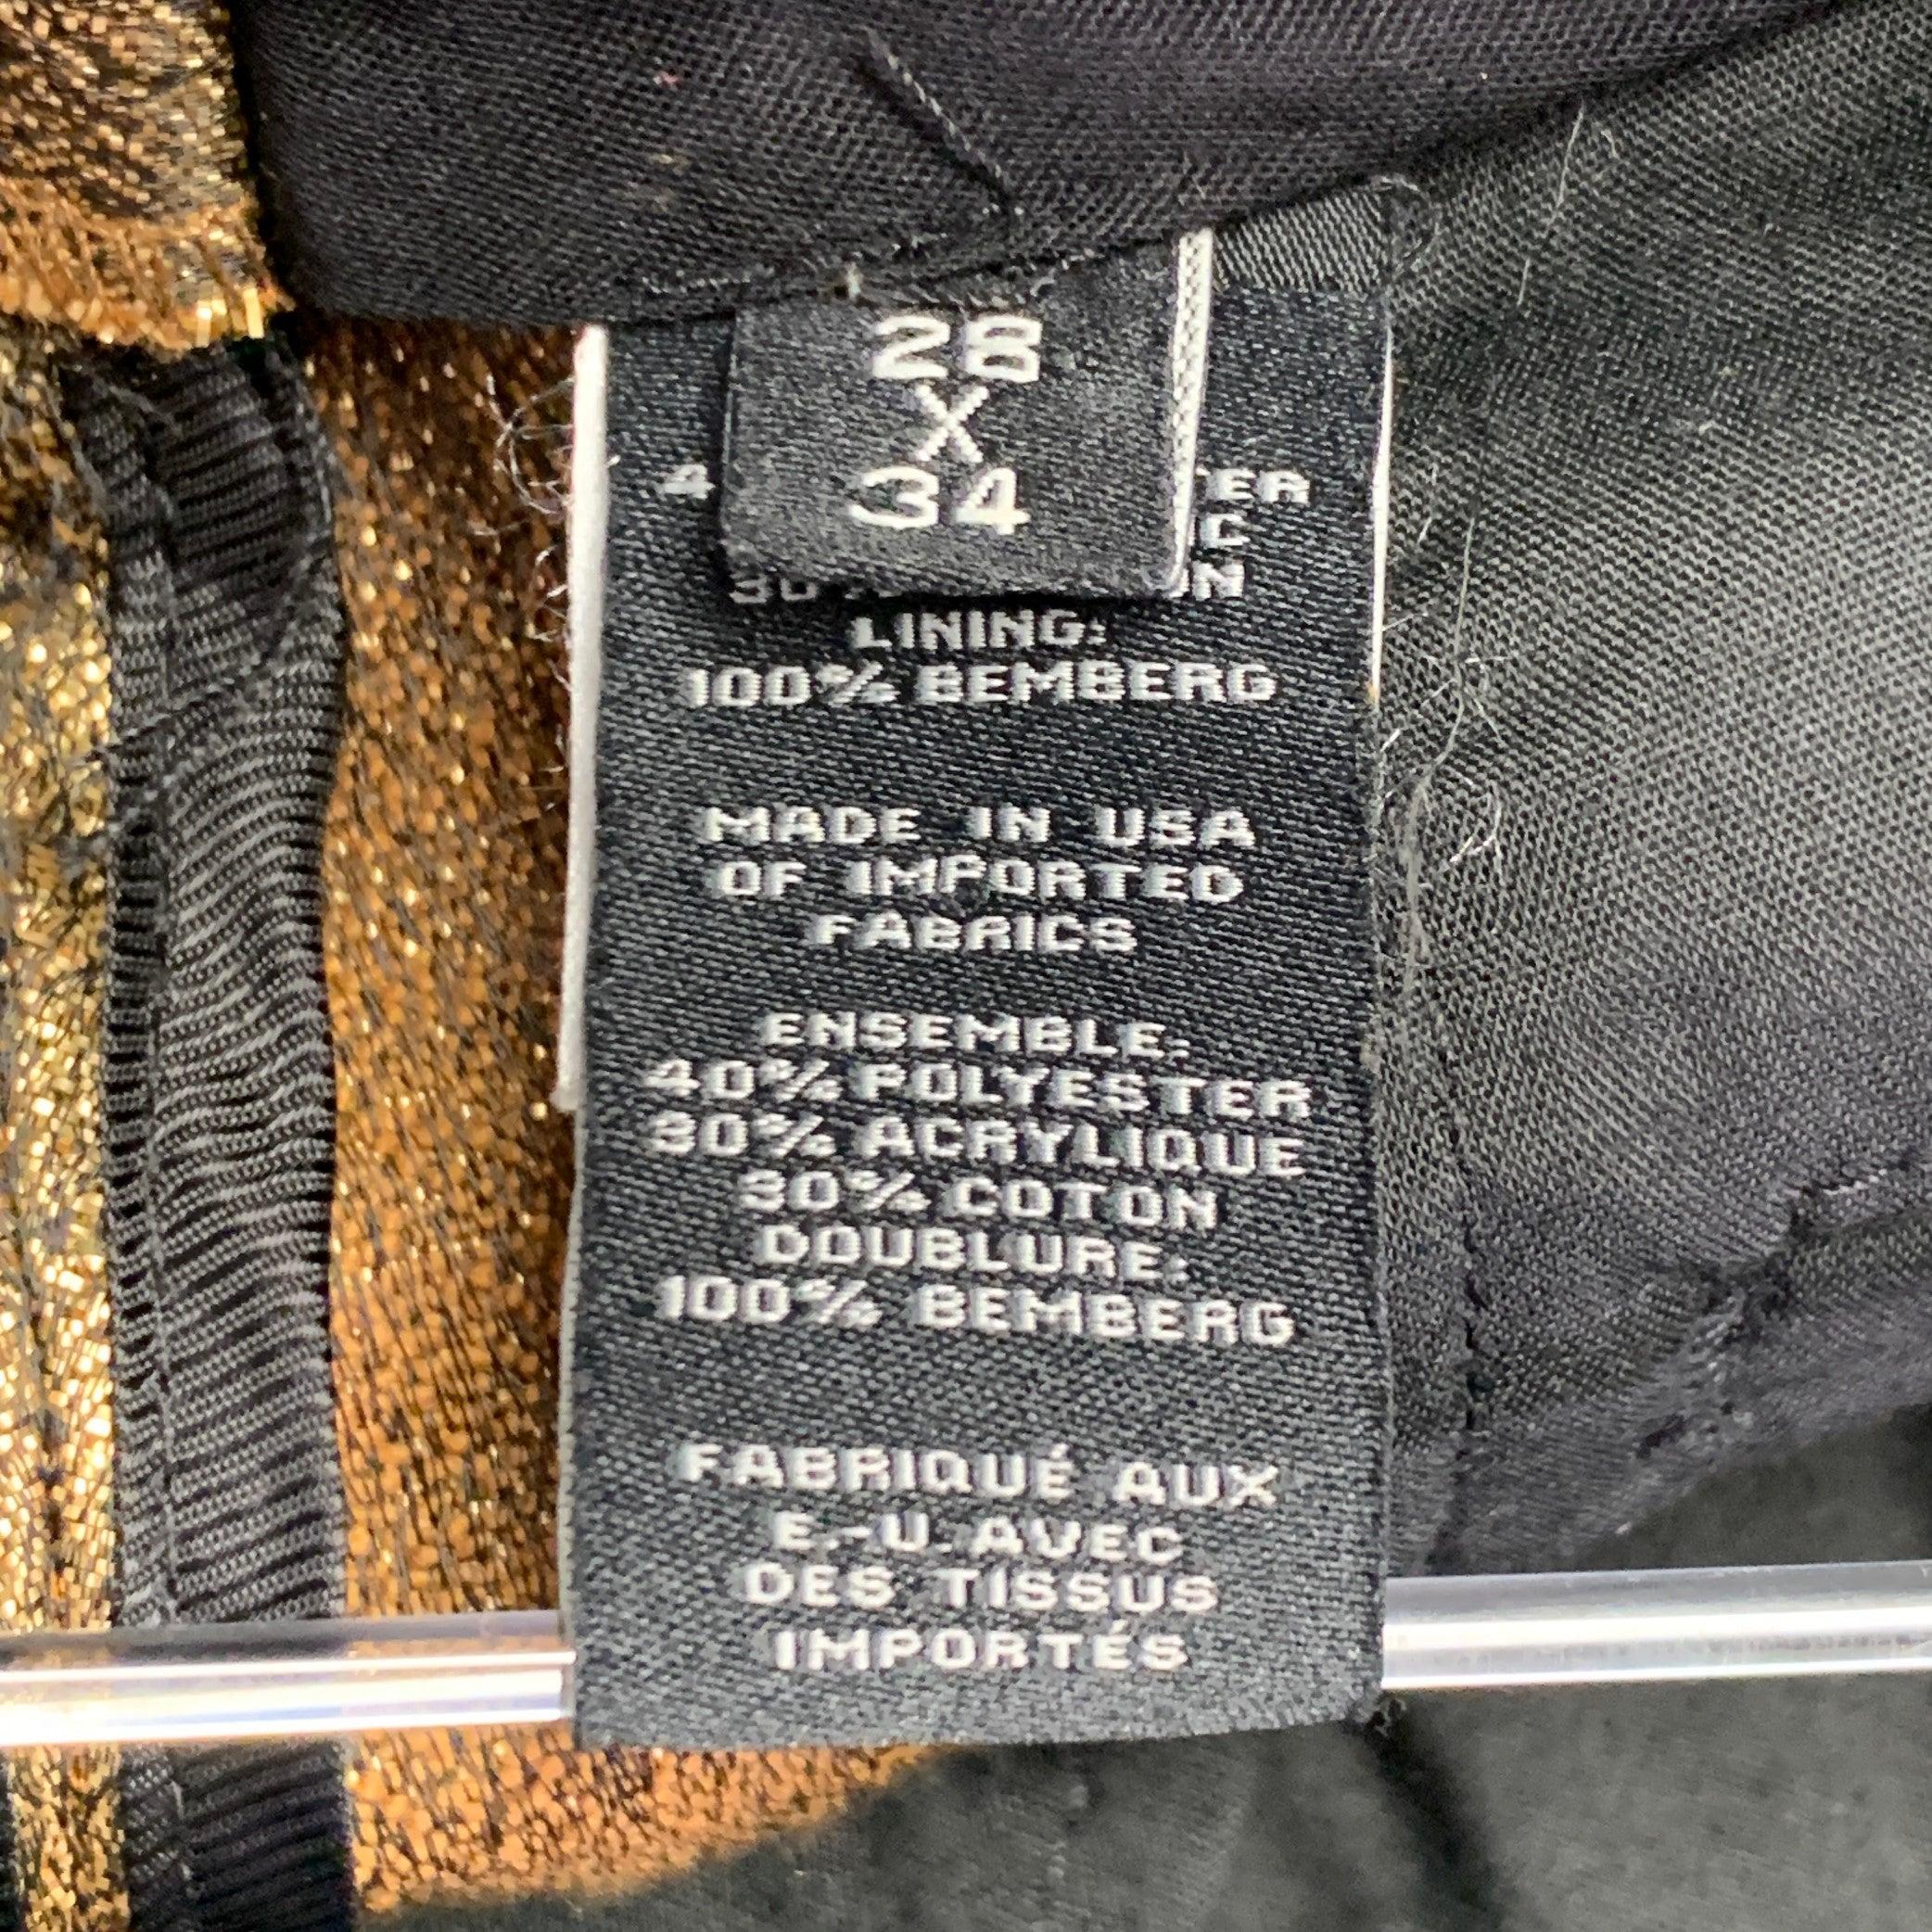 28
X
34
LINING:
100% BEMBERG
MADE IN USA
OF IMPORTED
FABRICS
ENSEMBLE:
40% POLYESTER
30% ACRYLIQUE
30% COTON
DOUBLURE:
100% BEMBERG
FABRIQUÉ AUX
E.-U. AVEC
DES TISSUS
IMPORTÉS